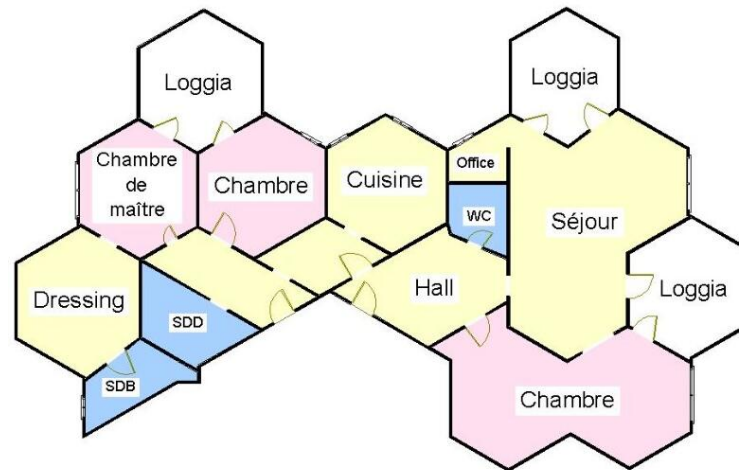 Loggia
Loggia
Chambre
de
maître
Chambre
Cuisine
Office
WC
Séjour
Dressing
Hall
Loggia
SDD
SDB
Chambre